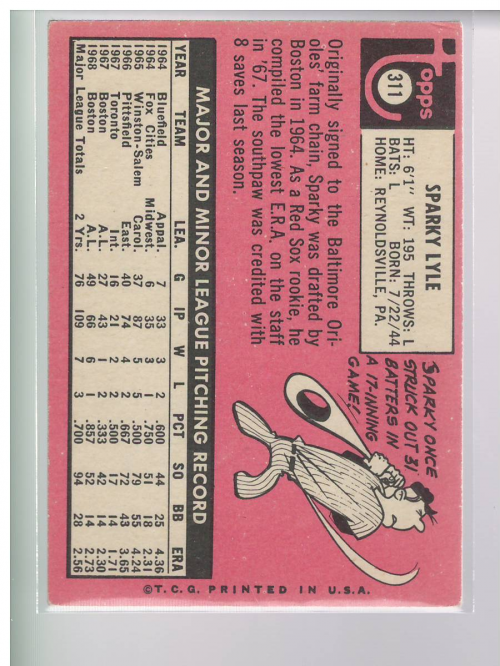 Topps
311
SPARKY LYLE
HT: 6'1" WT: 195 THROWS: L
BATS: L BORN: 7/22/44
HOME: REYNOLDSVILLE, PA.
Originally signed to the Baltimore Ori-
oles' farm chain, Sparky was drafted by
Boston in 1964. As a Red Sox rookie, he
compiled the lowest E.R.A. on the staff
in '67. The southpaw was credited with
8 saves last season.
SPARKY ONCE
STRUCK OUT 31
BATTERS IN
A 17-INNING
GAME!
MAJOR AND MINOR LEAGUE PITCHING RECORD
YEAR TEAM LEA. G IP W L PCT SO BB ERA
1964 Bluefield Appal. 7 33 3 2 .600 44 25 4.36
1964 Fox Cities Midwest. 6 35 3 1 .750 51 18 2.31
1965 Winston-Salem Carol. 37 87 5 5 .500 79 55 4.24
1966 Pittsfield East. 40 74 4 2 .667 72 43 3.65
1967 Toronto Int. 16 21 2 2 .500 17 14 1.71
1967 Boston A.L. 27 43 1 2 .333 42 14 2.30
1968 Boston A.L. 49 66 6 1 .857 52 14 2.73
Major League Totals 2 Yrs. 76 109 7 3 .700 94 28 2.56
©T.C.G. PRINTED IN U.S.A.